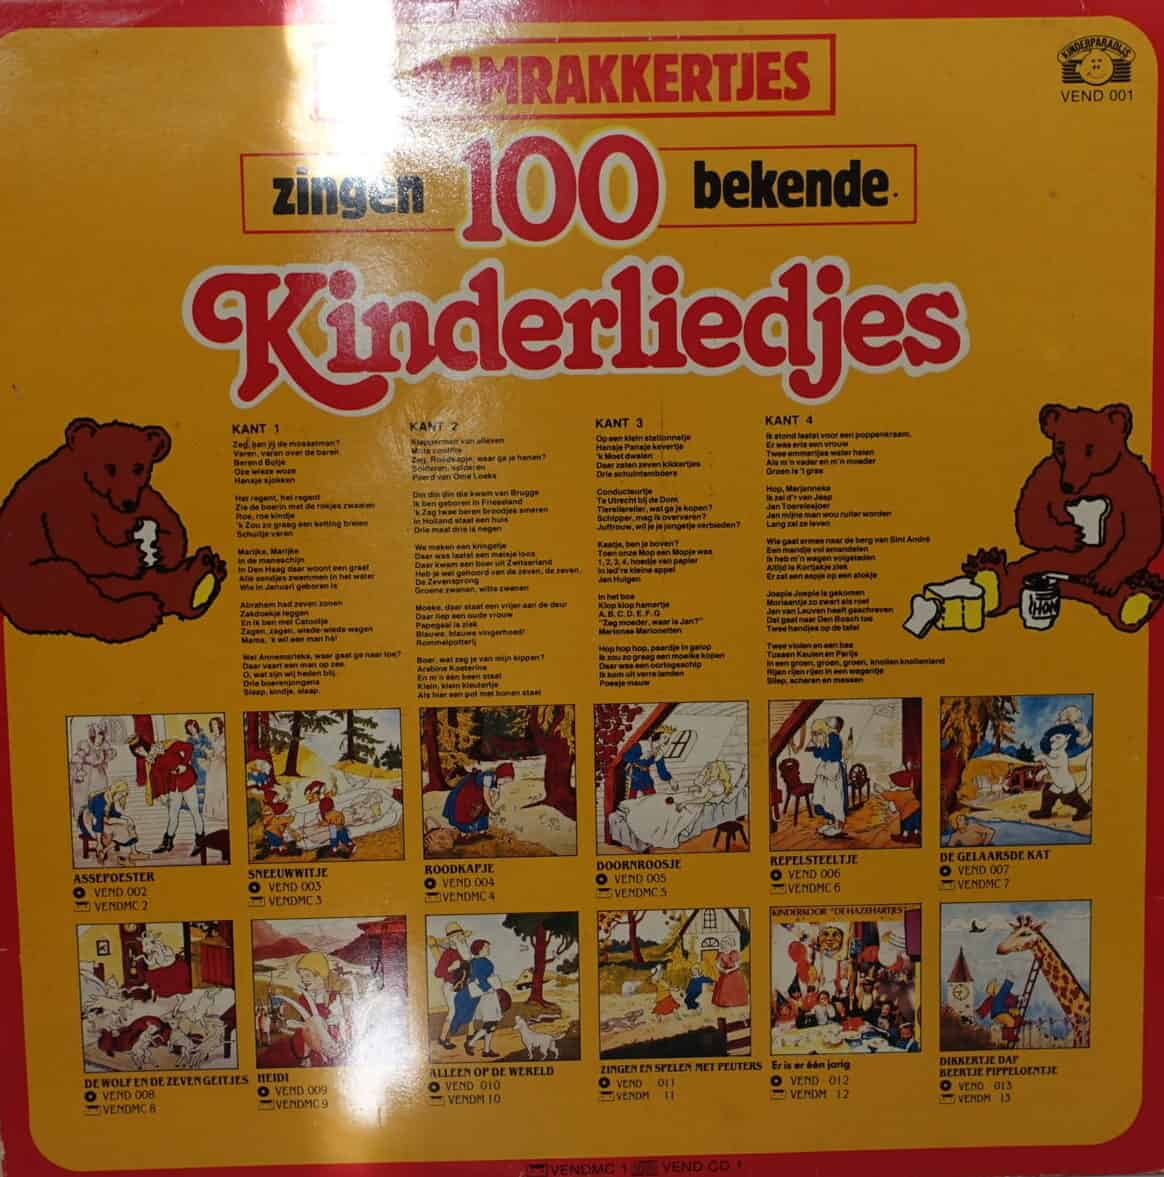 AMRAKKERTJES
KINDERPARADIJS
VEND 001
zingen 100 bekende
Kinderliedjes
KANT 1
Zeg, ken jij de mosselman?
Varen, varen over de baren
Berend Botje
Oze wieze woze
Hansje sjokken
Het regent, het regent
Zie de boerin met de rokjes zwaaien
Roe, roe kindje
'k Zou zo graag een ketting breien
Schuitje varen
Marijke, Marijke
In de maneschijn
In Den Haag daar woont een graaf
Alle eendjes zwemmen in het water
Wie in Januari geboren is
Abraham had zeven zonen
Zakdoekje leggen
En ik ben met Catootje
Zagen, zagen, wiede-wiede wagen
Mama, 'k wil een man hè!
Wel Annemarieke, waar gaat ge naar toe?
Daar vaart een man op zee
O, wat zijn wij heden blij
Drie boerenjongens
Slaap, kindje, slaap
KANT 2
Klepperman van elleven
Miste confitte
Zeg, Roodkapje, waar ga je henen?
Solderen, solderen
Paard van Ome Loeks
Din din din die kwam van Brugge
Ik ben geboren in Friesland
'k Zag twee beren broodjes smeren
In Holland staat een huis
Drie maal drie is negen
We maken een kringetje
Daar was laatst een meisje loos
Daar kwam een boer uit Zwitserland
Heb je wel gehoord van de zeven, de zeven,
De Zevensprong
Groene zwanen, witte zwanen
Moeke, daar staat een vrijer aan de deur
Daar liep een oude vrouw
Papegaai is ziek
Blauwe, blauwe vingerhoed!
Rommelpotterij
Boer, wat zeg je van mijn kippen?
Arabine Kosterine
En m'n één been staat
Klein, klein kleutertje
Als hier een pot met bonen staat
KANT 3
Op een klein stationnetje
Hansje Pansje kevertje
'k Moet dwalen
Daar zaten zeven kikkertjes
Drie schuintamboers
Conducteurtje
Te Utrecht bij de Dom
Tierelierelier, wat ga je kopen?
Schipper, mag ik overvaren?
Juffrouw, wil je je jongetje verbieden?
Kaatje, ben je boven?
Toen onze Mop een Mopje was
1, 2, 3, 4, hoedje van papier
In ied're kleine appel
Jan Huigen
In het bos
Klop klop hamertje
A, B, C, D, E, F, G
"Zeg moeder, waar is Jan?"
Marionse Marionetten
Hop hop hop, paardje in galop
Ik zou zo graag een moeike kopen
Daar was een oorlogsschip
Ik kom uit verre landen
Poesje mauw
KANT 4
Ik stond laatst voor een poppenkraam
Er was eris een vrouw
Twee emmertjes water halen
Als m'n vader en m'n moeder
Groen is 't gras
Hop, Marjanneke
Ik zei d'r van Jaap
Jan Toerelesjoer
Jan mijne man wou ruiter worden
Lang zal ze leven
Wie gaat ermee naar de berg van Sint André
Een mandje vol amandelen
Ik heb m'n wagen volgeladen
Altijd is Kortjakje ziek
Er zat een aapje op een stokje
Joepie Joepie is gekomen
Moriaantje zo zwart als roet
Jan van Leuven heeft geschreven
Dat gaat naar Den Bosch toe
Twee handjes op de tafel
Twee violen en een bas
Tussen Keulen en Parijs
In een groen, groen, groen, knollen knollenland
Rijen rijen rijen in een wagentje
Sliep, scharen en messen
HON
ASSEPOESTER
VEND 002
VENDMC 2
SNEEUWWITJE
VEND 003
VENDMC 3
ROODKAPJE
VEND 004
VENDMC 4
DOORNROOSJE
VEND 005
VENDMC 5
REPELSTEELTJE
VEND 006
VENDMC 6
DE GELAARSDE KAT
VEND 007
VENDMC 7
DE WOLF EN DE ZEVEN GEITJES
VEND 008
VENDMC 8
HEIDI
VEND 009
VENDMC 9
ALLEEN OP DE WERELD
VEND 010
VENDM 10
ZINGEN EN SPELEN MET PEUTERS
VEND 011
VENDM 11
KINDERKOOR "DE HAZEHARTJES"
Er is er één jarig
VEND 012
VENDM 12
DIKKERTJE DAP
BEERTJE PIPPELOENTJE
VEND 013
VENDM 13
VENDMC 1 VEND CD 1